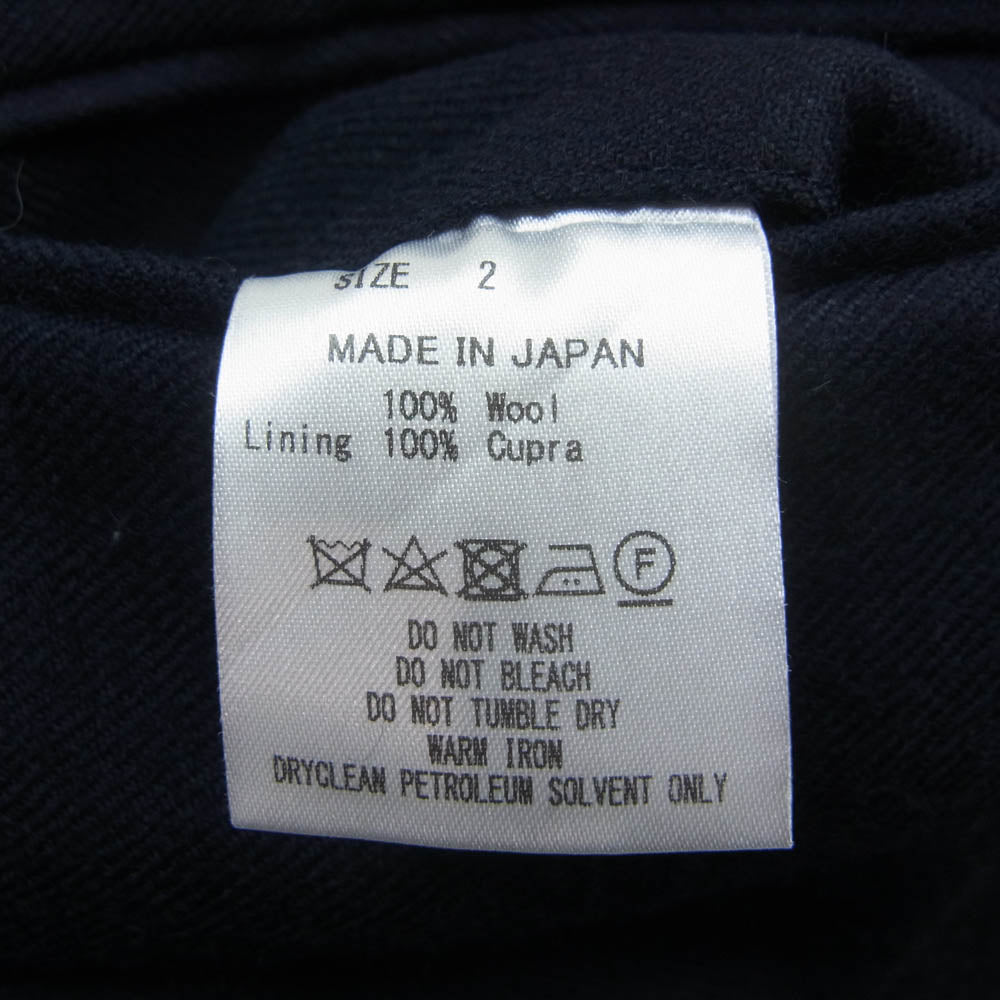 SIZE 2
MADE IN JAPAN
100% Wool
Lining 100% Cupra
F
DO NOT WASH
DO NOT BLEACH
DO NOT TUMBLE DRY
WARM IRON
DRYCLEAN PETROLEUM SOLVENT ONLY